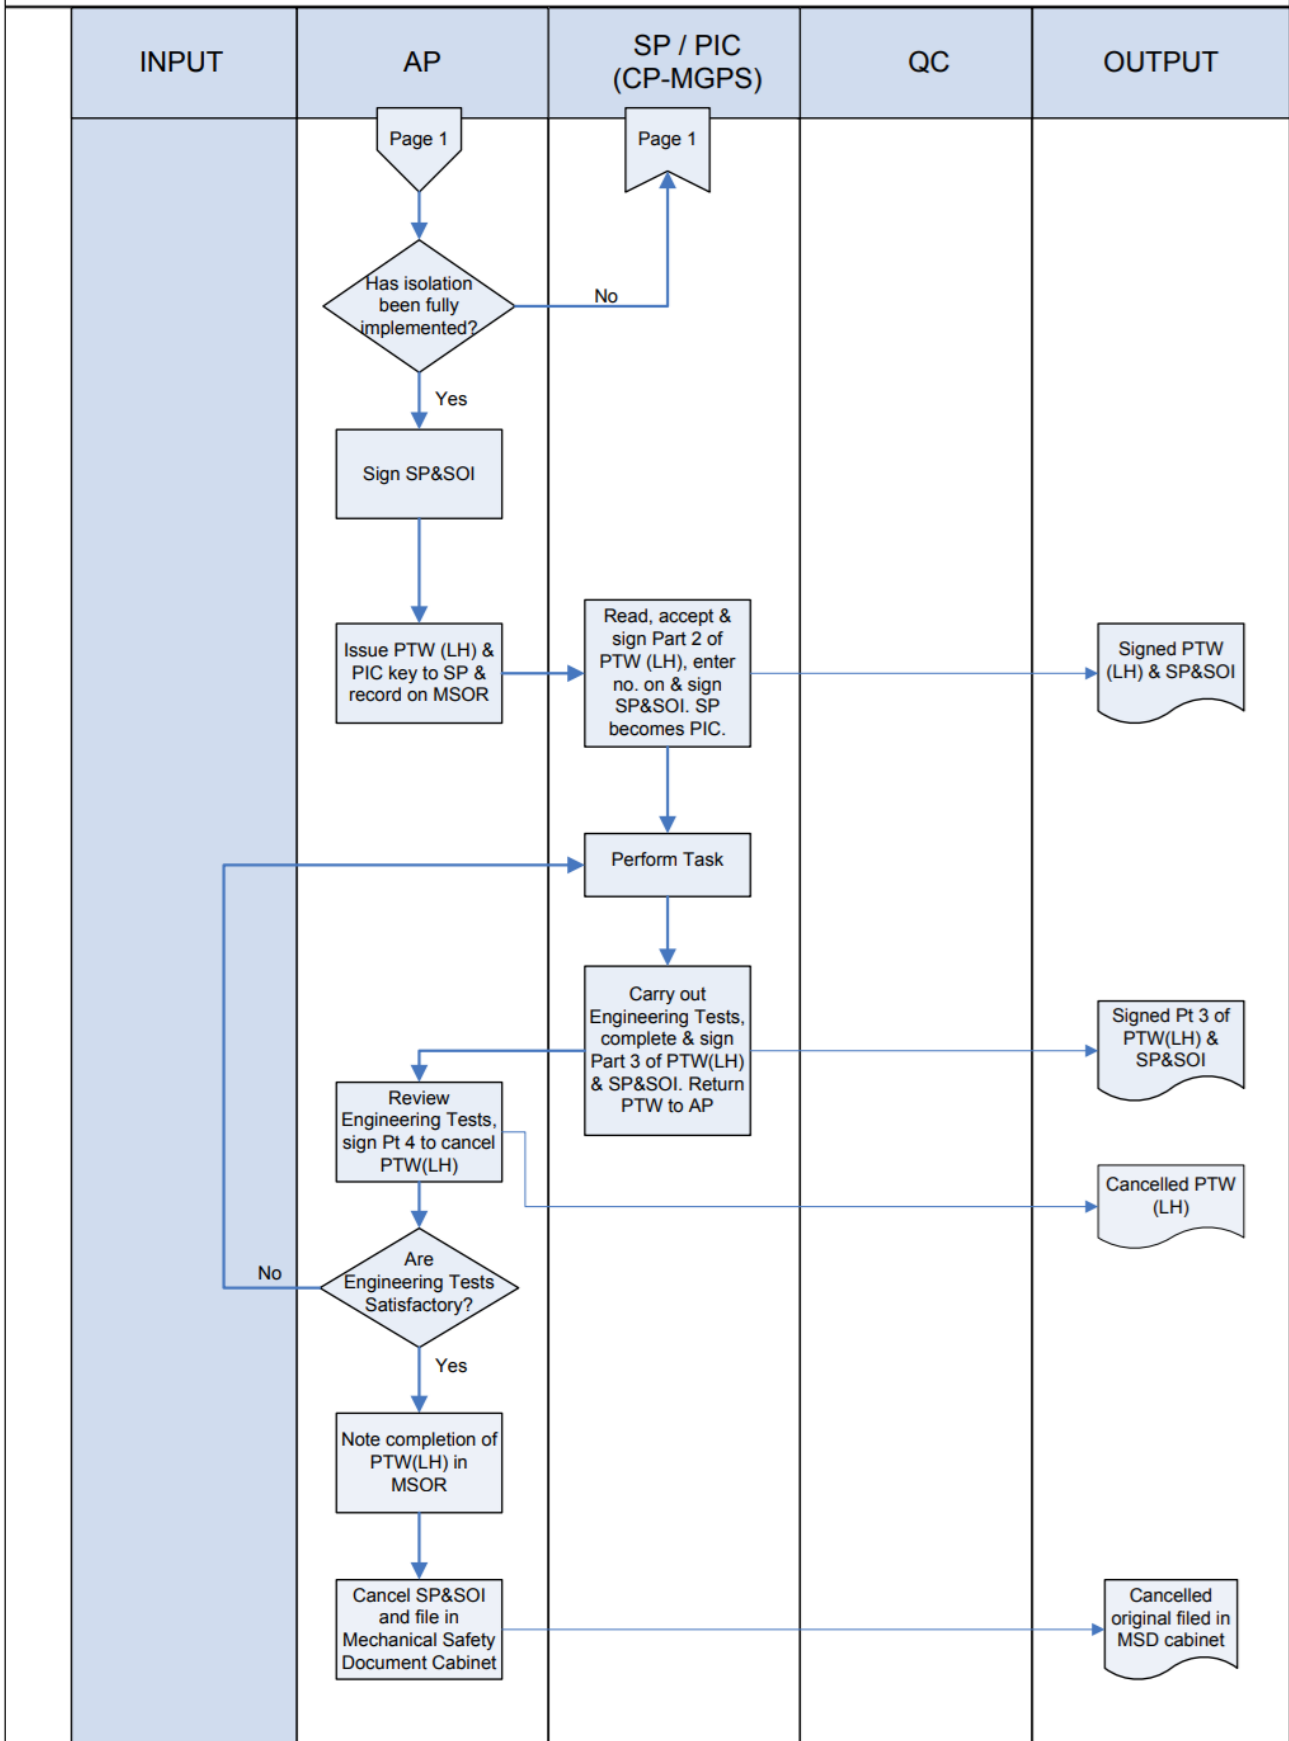 INPUT
AP
SP / PIC
(CP-MGPS)
QC
OUTPUT
Page 1
Page 1
Has isolation
been fully
implemented?
No
Yes
Sign SP&SOI
Issue PTW (LH) &
PIC key to SP &
record on MSOR
Read, accept &
sign Part 2 of
PTW (LH), enter
no. on & sign
SP&SOI. SP
becomes PIC.
Signed PTW
(LH) & SP&SOI
Perform Task
Carry out
Engineering Tests,
complete & sign
Part 3 of PTW(LH)
& SP&SOI. Return
PTW to AP
Signed Pt 3 of
PTW(LH) &
SP&SOI
Review
Engineering Tests,
sign Pt 4 to cancel
PTW(LH)
Cancelled PTW
(LH)
Are
Engineering Tests
Satisfactory?
No
Yes
Note completion of
PTW(LH) in
MSOR
Cancel SP&SOI
and file in
Mechanical Safety
Document Cabinet
Cancelled
original filed in
MSD cabinet